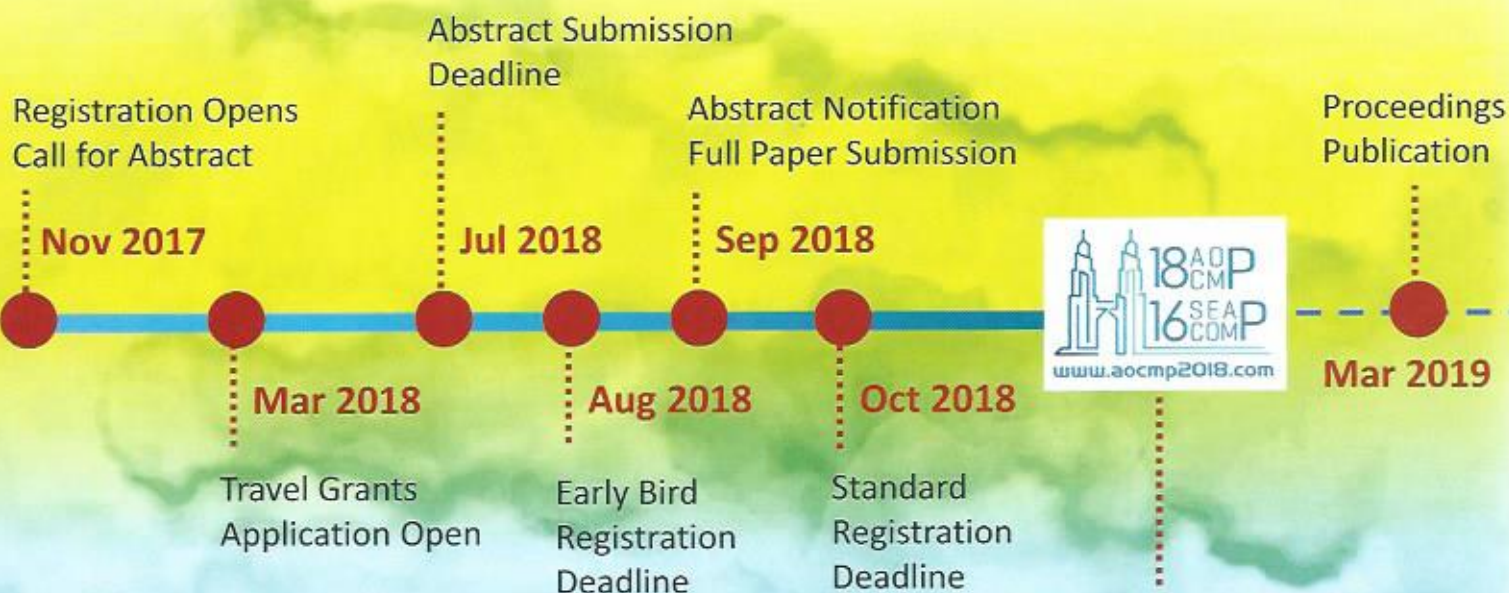 Abstract Submission
Deadline
Registration Opens
Call for Abstract
Abstract Notification
Full Paper Submission
Proceedings
Publication
Nov 2017
Jul 2018
Sep 2018
18 AO CM P
16 SEA COM P
www.aocmp2018.com
Mar 2018
Aug 2018
Oct 2018
Mar 2019
Travel Grants
Application Open
Early Bird
Registration
Deadline
Standard
Registration
Deadline